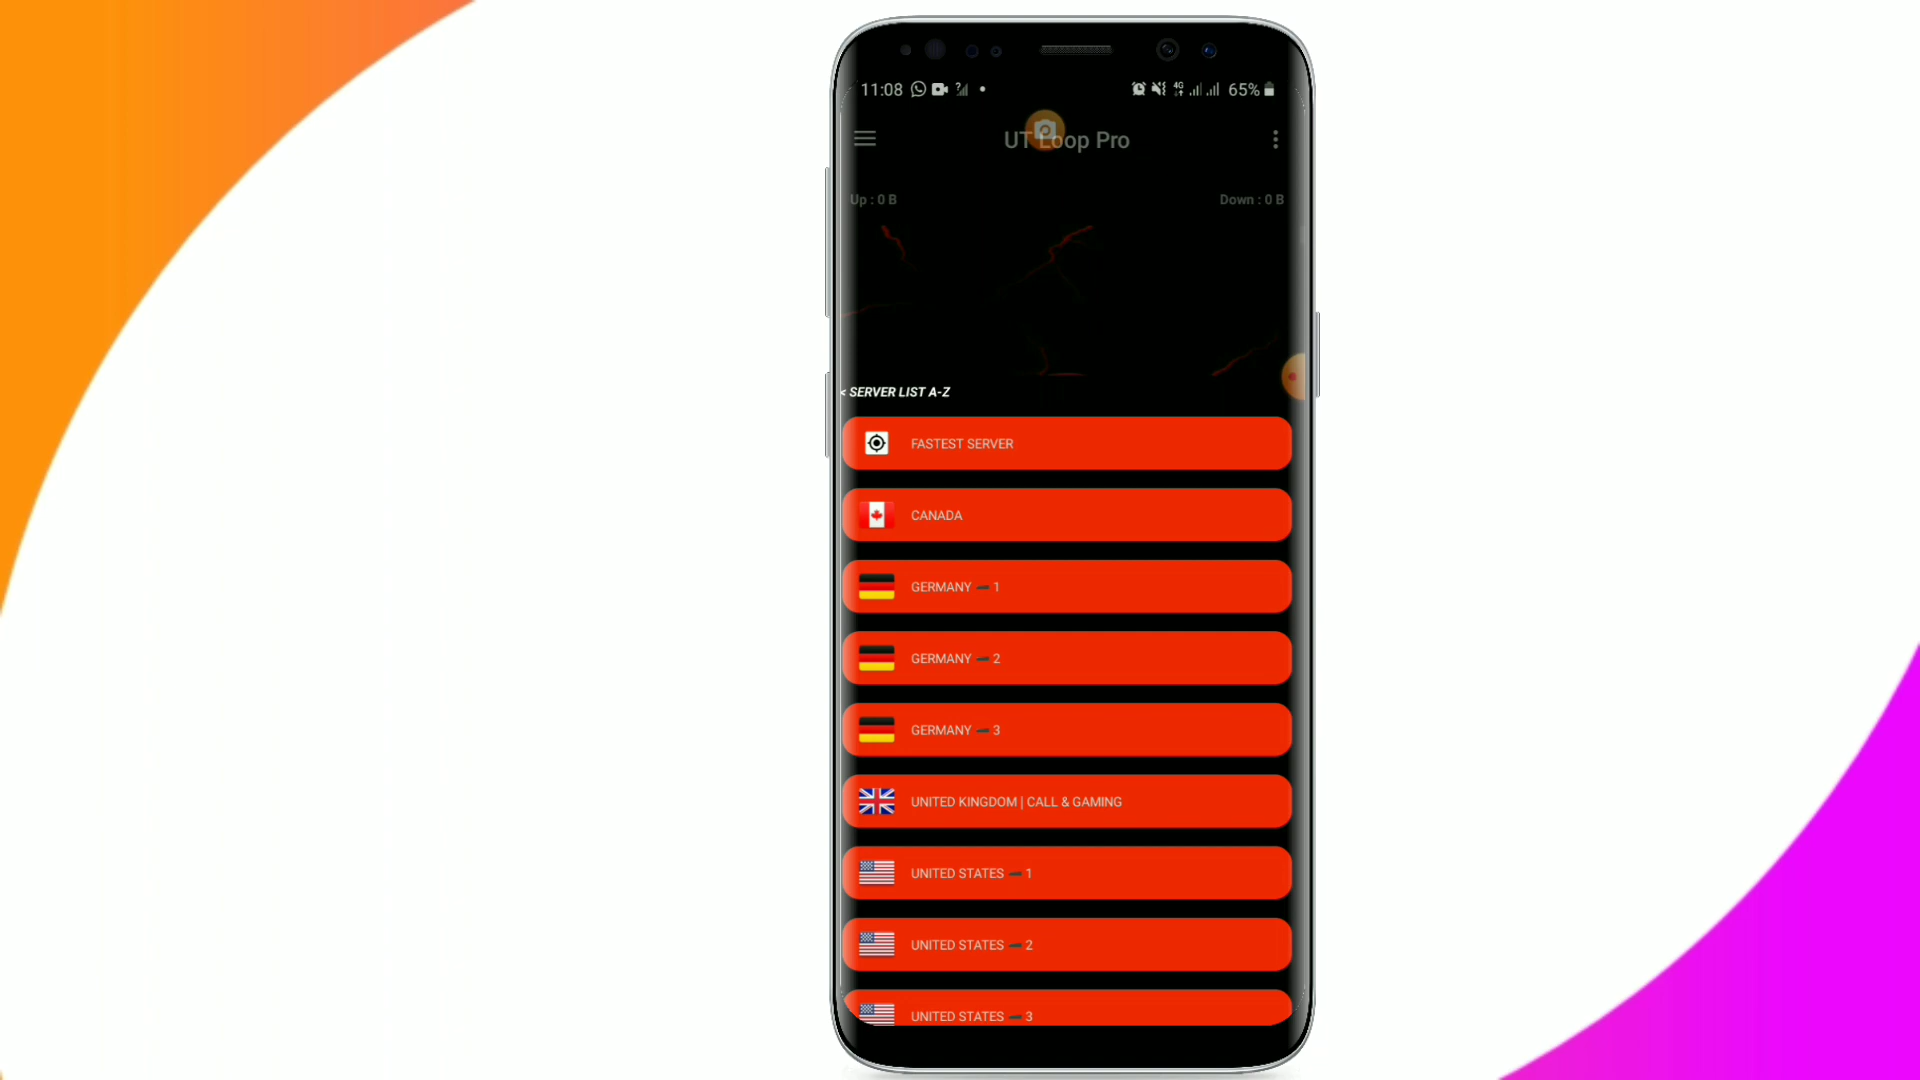 11:08 65%
UT Loop Pro
Up : 0 B Down : 0 B
< SERVER LIST A-Z
FASTEST SERVER
CANADA
GERMANY ➖ 1
GERMANY ➖ 2
GERMANY ➖ 3
UNITED KINGDOM | CALL & GAMING
UNITED STATES ➖ 1
UNITED STATES ➖ 2
UNITED STATES ➖ 3